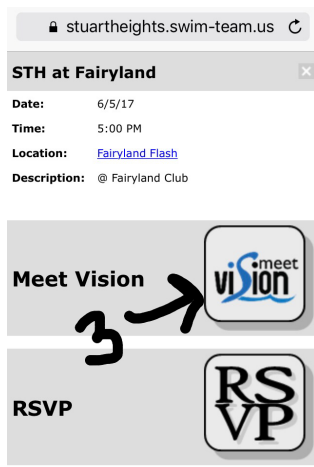 stuartheights.swim-team.us
STH at Fairyland
Date: 6/5/17
Time: 5:00 PM
Location: Fairyland Flash
Description: @ Fairyland Club
Meet Vision
meet
viSion
3
RSVP
RS
VP